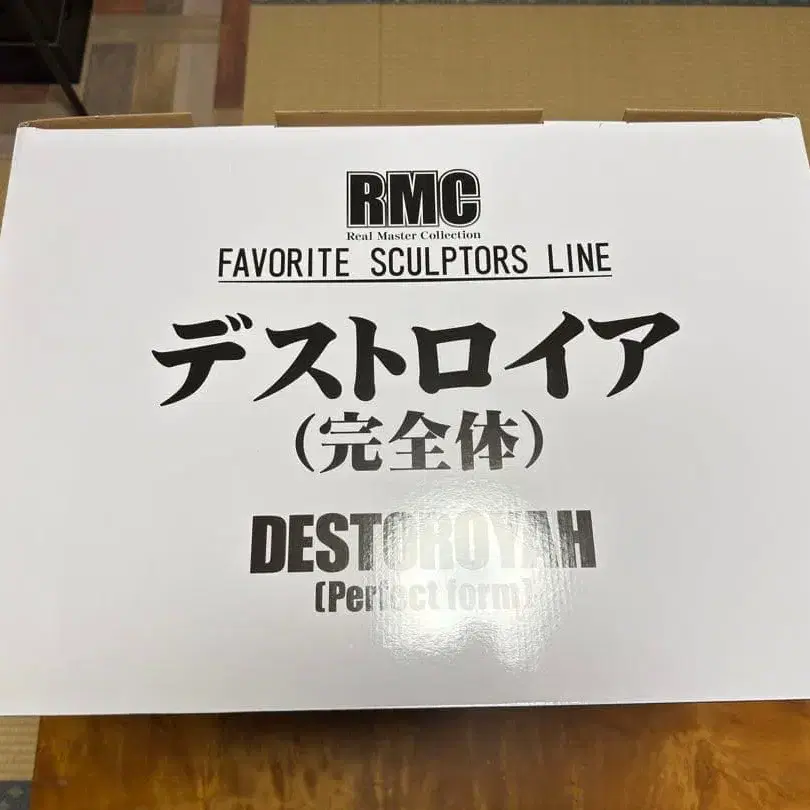 RMC
Real Master Collection
FAVORITE SCULPTORS LINE
デストロイア
(完全体)
DESTOROYAH
(Perfect form)